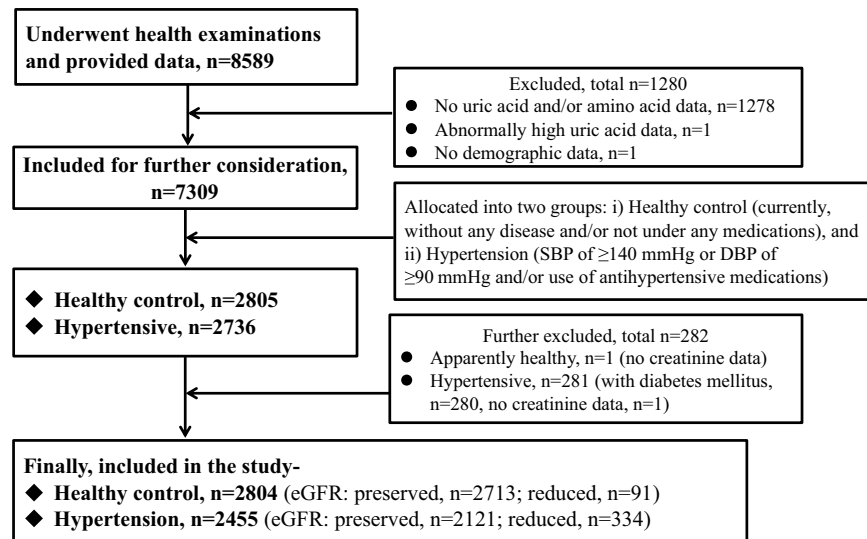 Underwent health examinations
and provided data, n=8589
Excluded, total n=1280
● No uric acid and/or amino acid data, n=1278
● Abnormally high uric acid data, n=1
● No demographic data, n=1
Included for further consideration,
n=7309
Allocated into two groups: i) Healthy control (currently,
without any disease and/or not under any medications), and
ii) Hypertension (SBP of ≥140 mmHg or DBP of
≥90 mmHg and/or use of antihypertensive medications)
◆ Healthy control, n=2805
◆ Hypertensive, n=2736
Further excluded, total n=282
● Apparently healthy, n=1 (no creatinine data)
● Hypertensive, n=281 (with diabetes mellitus,
n=280, no creatinine data, n=1)
Finally, included in the study-
◆ Healthy control, n=2804 (eGFR: preserved, n=2713; reduced, n=91)
◆ Hypertension, n=2455 (eGFR: preserved, n=2121; reduced, n=334)